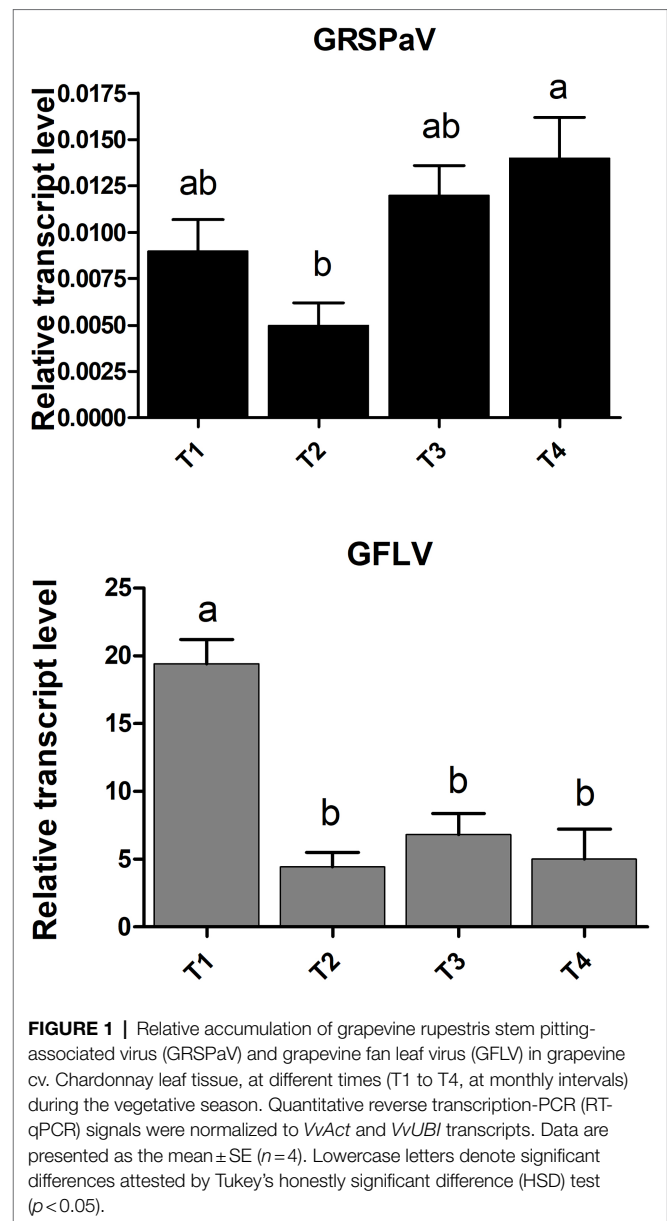 GRSPaV
Relative transcript level
0.0175
0.0150
0.0125
0.0100
0.0075
0.0050
0.0025
0.0000
ab
b
ab
a
T1
T2
T3
T4
GFLV
Relative transcript level
25
20
15
10
5
0
a
b
b
b
T1
T2
T3
T4
FIGURE 1 | Relative accumulation of grapevine rupestris stem pitting-
associated virus (GRSPaV) and grapevine fan leaf virus (GFLV) in grapevine
cv. Chardonnay leaf tissue, at different times (T1 to T4, at monthly intervals)
during the vegetative season. Quantitative reverse transcription-PCR (RT-
qPCR) signals were normalized to VvAct and VvUBI transcripts. Data are
presented as the mean ± SE (n = 4). Lowercase letters denote significant
differences attested by Tukey's honestly significant difference (HSD) test
(p < 0.05).